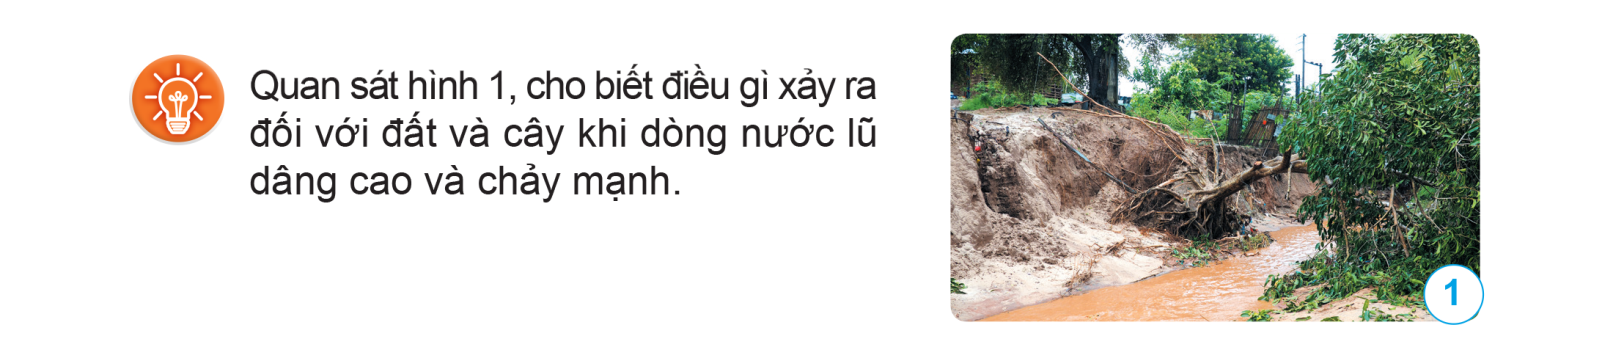 Quan sát hình 1, cho biết điều gì xảy ra
đối với đất và cây khi dòng nước lũ
dâng cao và chảy mạnh.
1